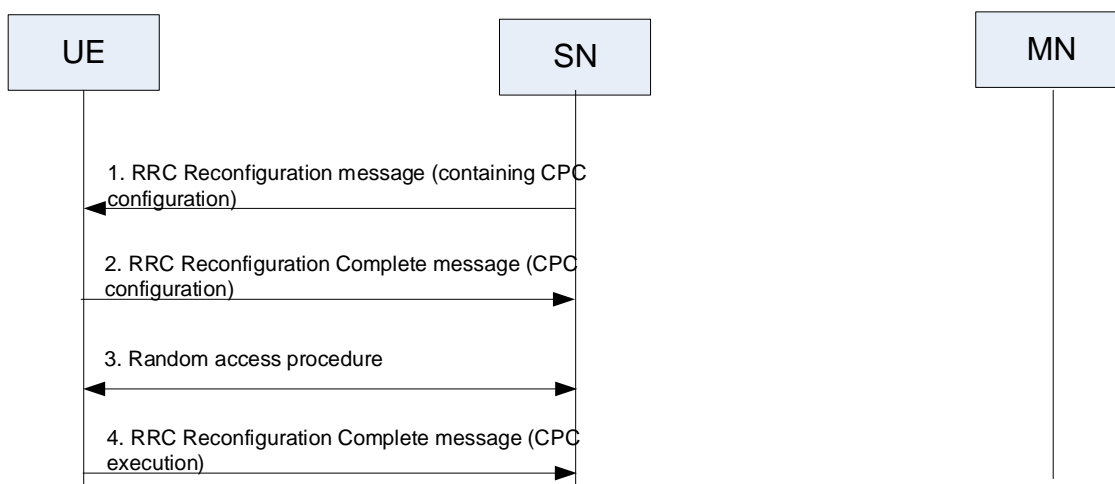 UE
SN
MN
1. RRC Reconfiguration message (containing CPC
configuration)
2. RRC Reconfiguration Complete message (CPC
configuration)
3. Random access procedure
4. RRC Reconfiguration Complete message (CPC
execution)